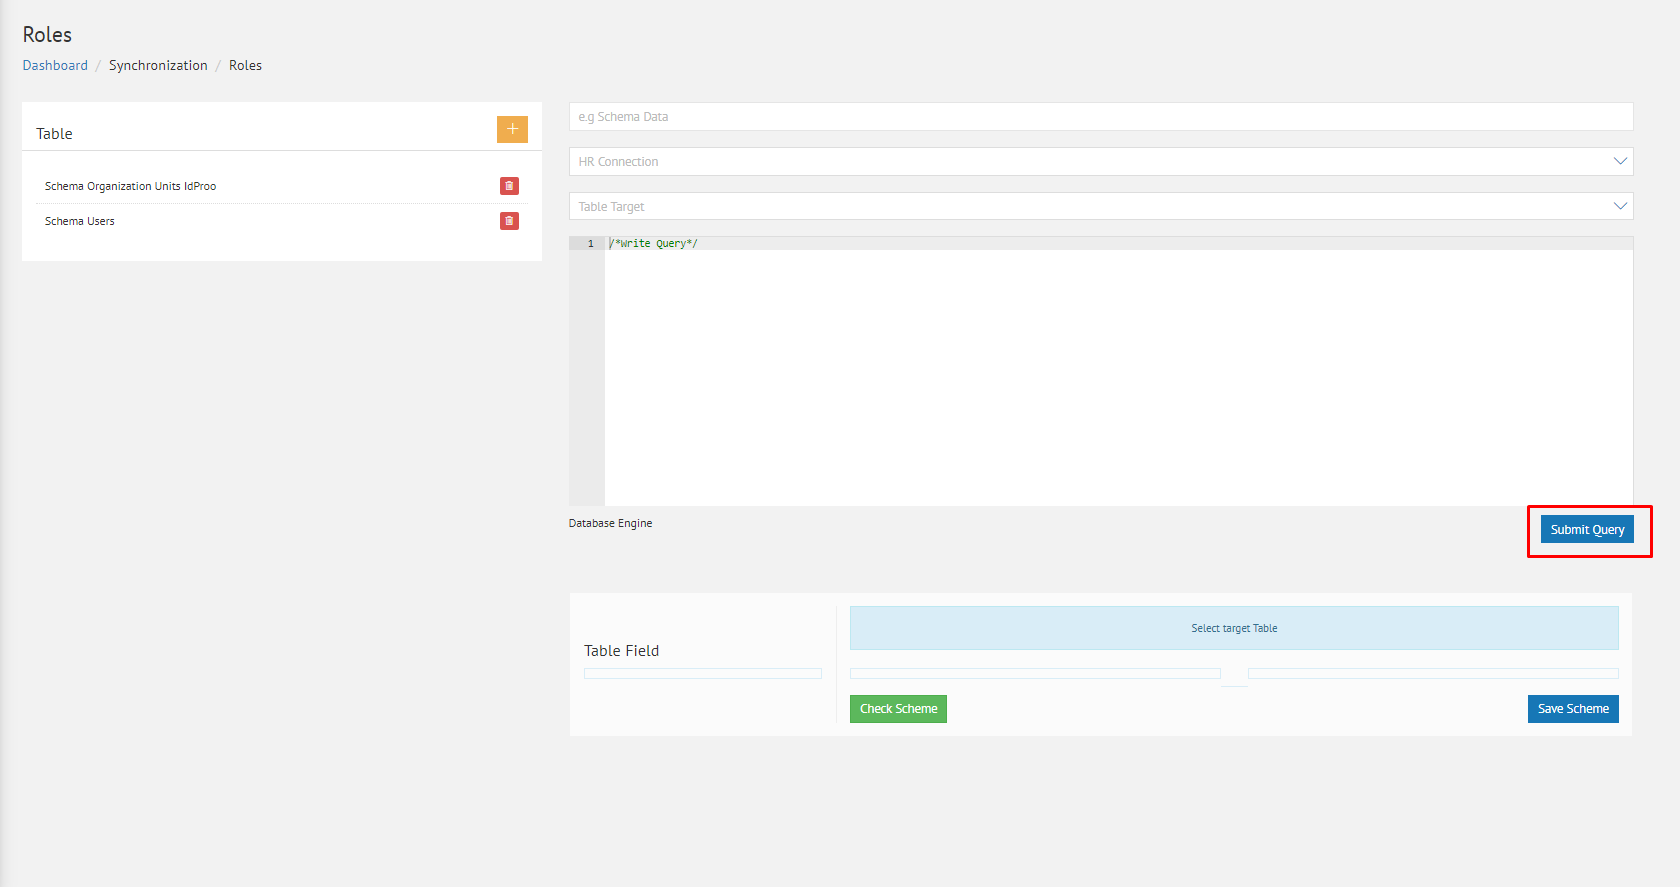 Roles
Dashboard / Synchronization / Roles
Table
Schema Organization Units IdProo
Schema Users
e.g Schema Data
HR Connection
Table Target
1 /*Write Query*/
Database Engine
Submit Query
Select target Table
Table Field
Check Scheme
Save Scheme